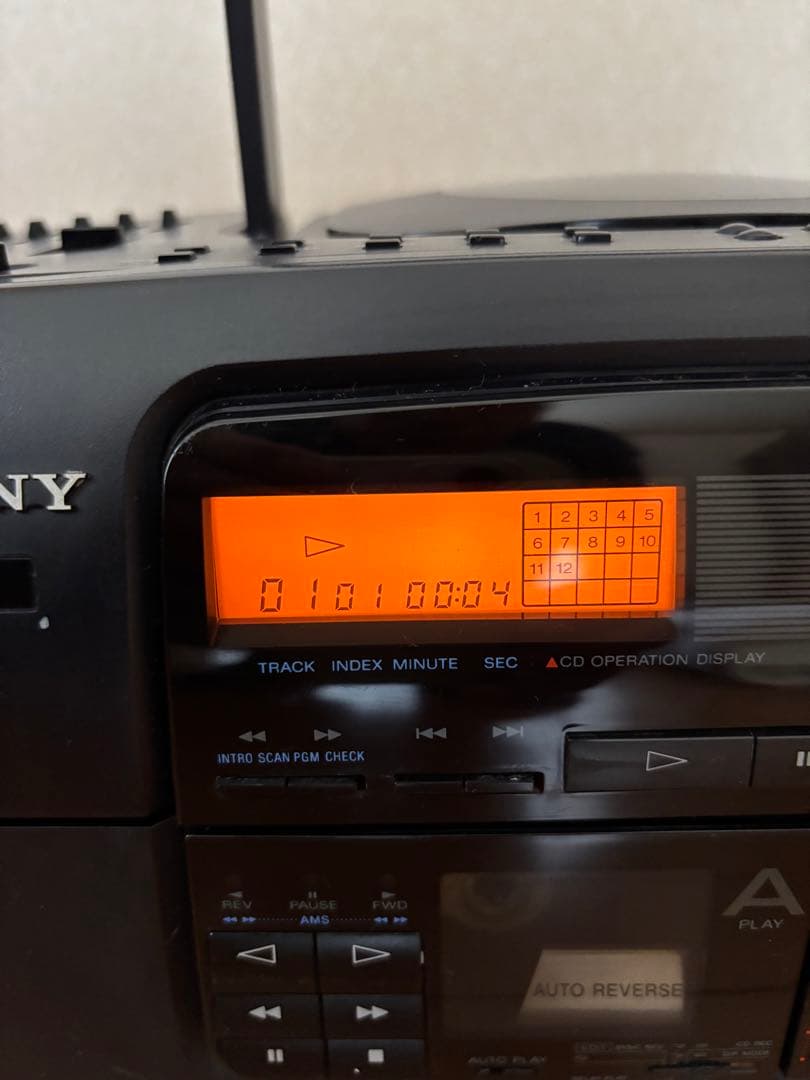 NY
1 2 3 4 5
6 7 8 9 10
11 12
01 01 00:04
TRACK INDEX MINUTE SEC ▲CD OPERATION DISPLAY
INTRO SCAN PGM CHECK
REV PAUSE FWD
AMS
A
PLAY
AUTO REVERSE
AUTO PLAY